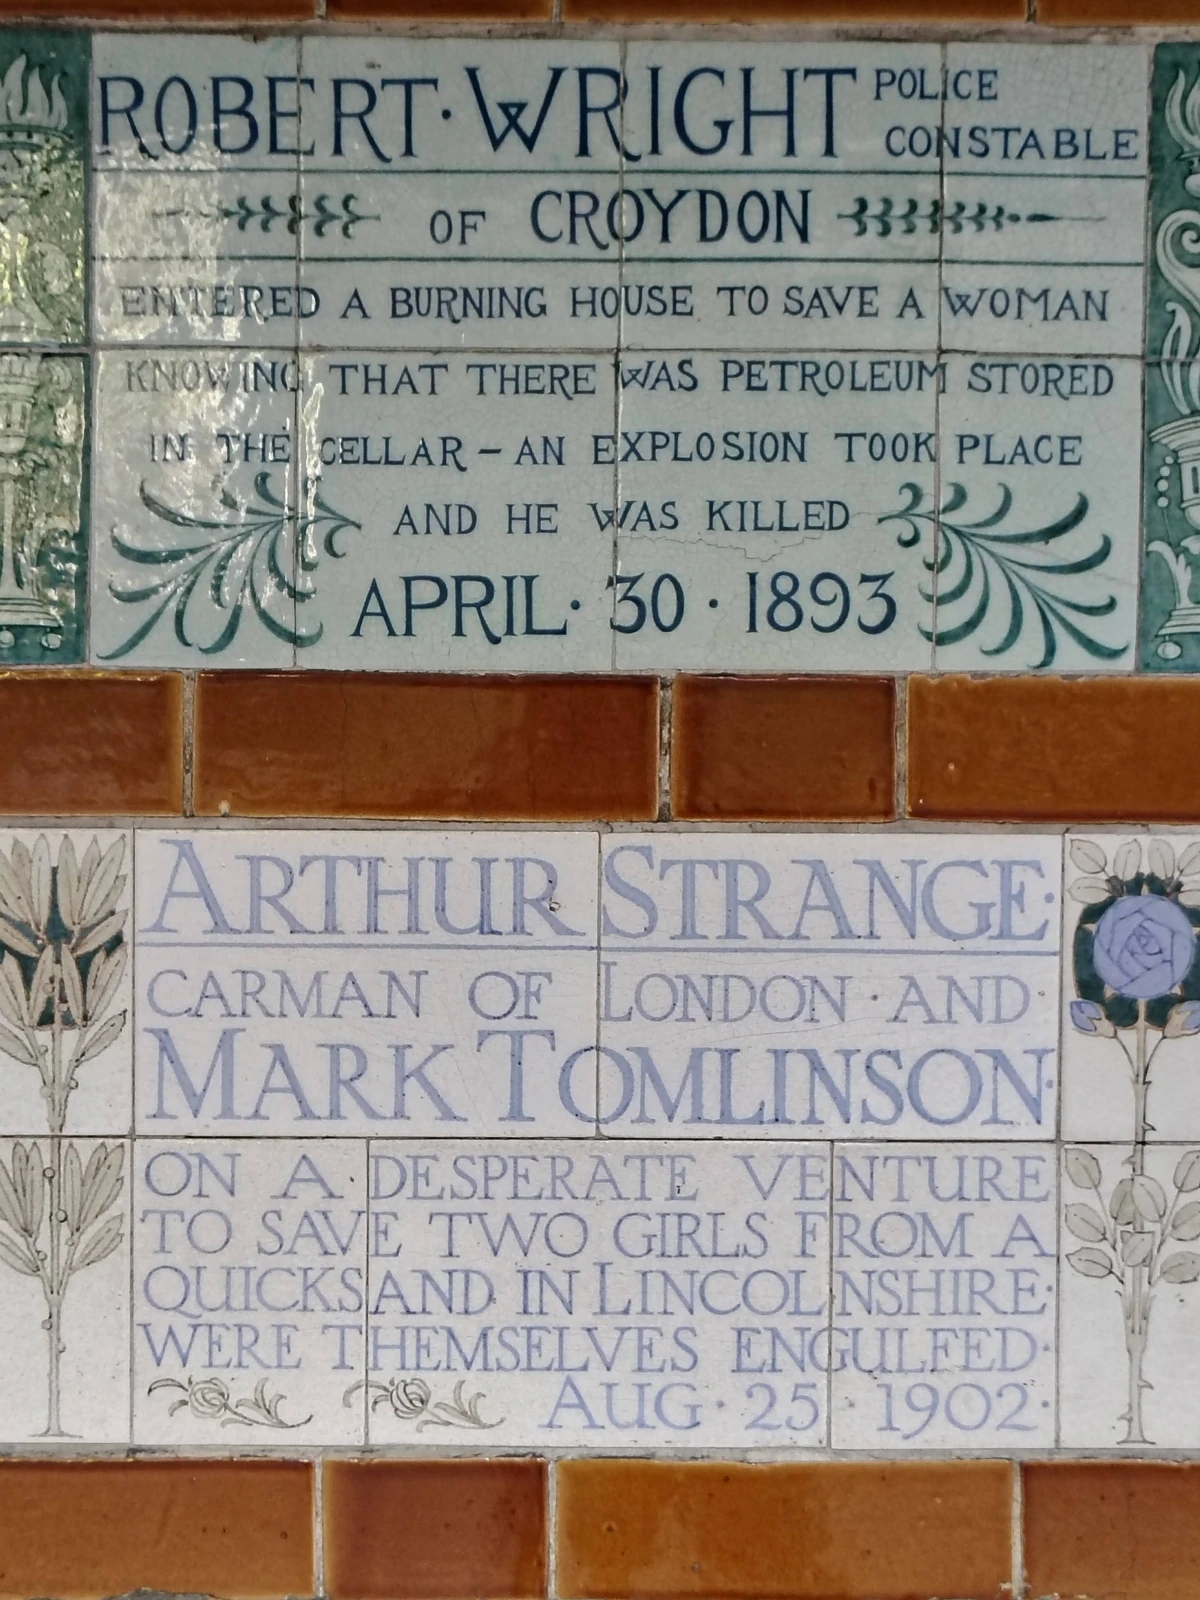 ROBERT · WRIGHT POLICE CONSTABLE
OF CROYDON
ENTERED A BURNING HOUSE TO SAVE A WOMAN
KNOWING THAT THERE WAS PETROLEUM STORED
IN THE CELLAR – AN EXPLOSION TOOK PLACE
AND HE WAS KILLED
APRIL · 30 · 1893
ARTHUR STRANGE ·
CARMAN OF LONDON · AND ·
MARK TOMLINSON ·
ON A DESPERATE VENTURE
TO SAVE TWO GIRLS FROM A
QUICKSAND IN LINCOLNSHIRE ·
WERE THEMSELVES ENGULFED ·
AUG · 25 · 1902 ·